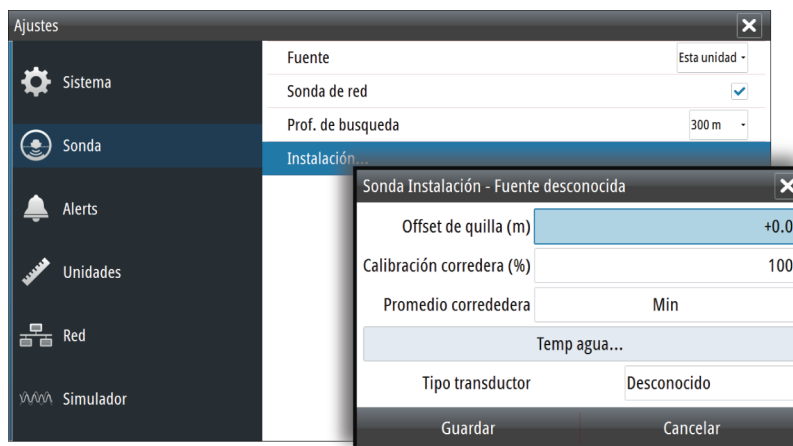 Ajustes
Sistema
Sonda
Alerts
Unidades
Red
Simulador
Fuente Esta unidad
Sonda de red
Prof. de busqueda 300 m
Instalación...
Sonda Instalación - Fuente desconocida
Offset de quilla (m) +0.0
Calibración corredera (%) 100
Promedio corrededera Min
Temp agua...
Tipo transductor Desconocido
Guardar Cancelar